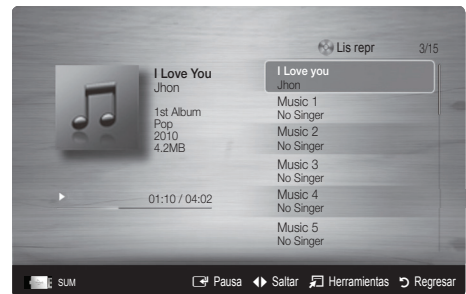 Lis repr 3/15
I Love You
Jhon
1st Album
Pop
2010
4.2MB
01:10 / 04:02
I Love you
Jhon
Music 1
No Singer
Music 2
No Singer
Music 3
No Singer
Music 4
No Singer
Music 5
No Singer
SUM Pausa Saltar Herramientas Regresar